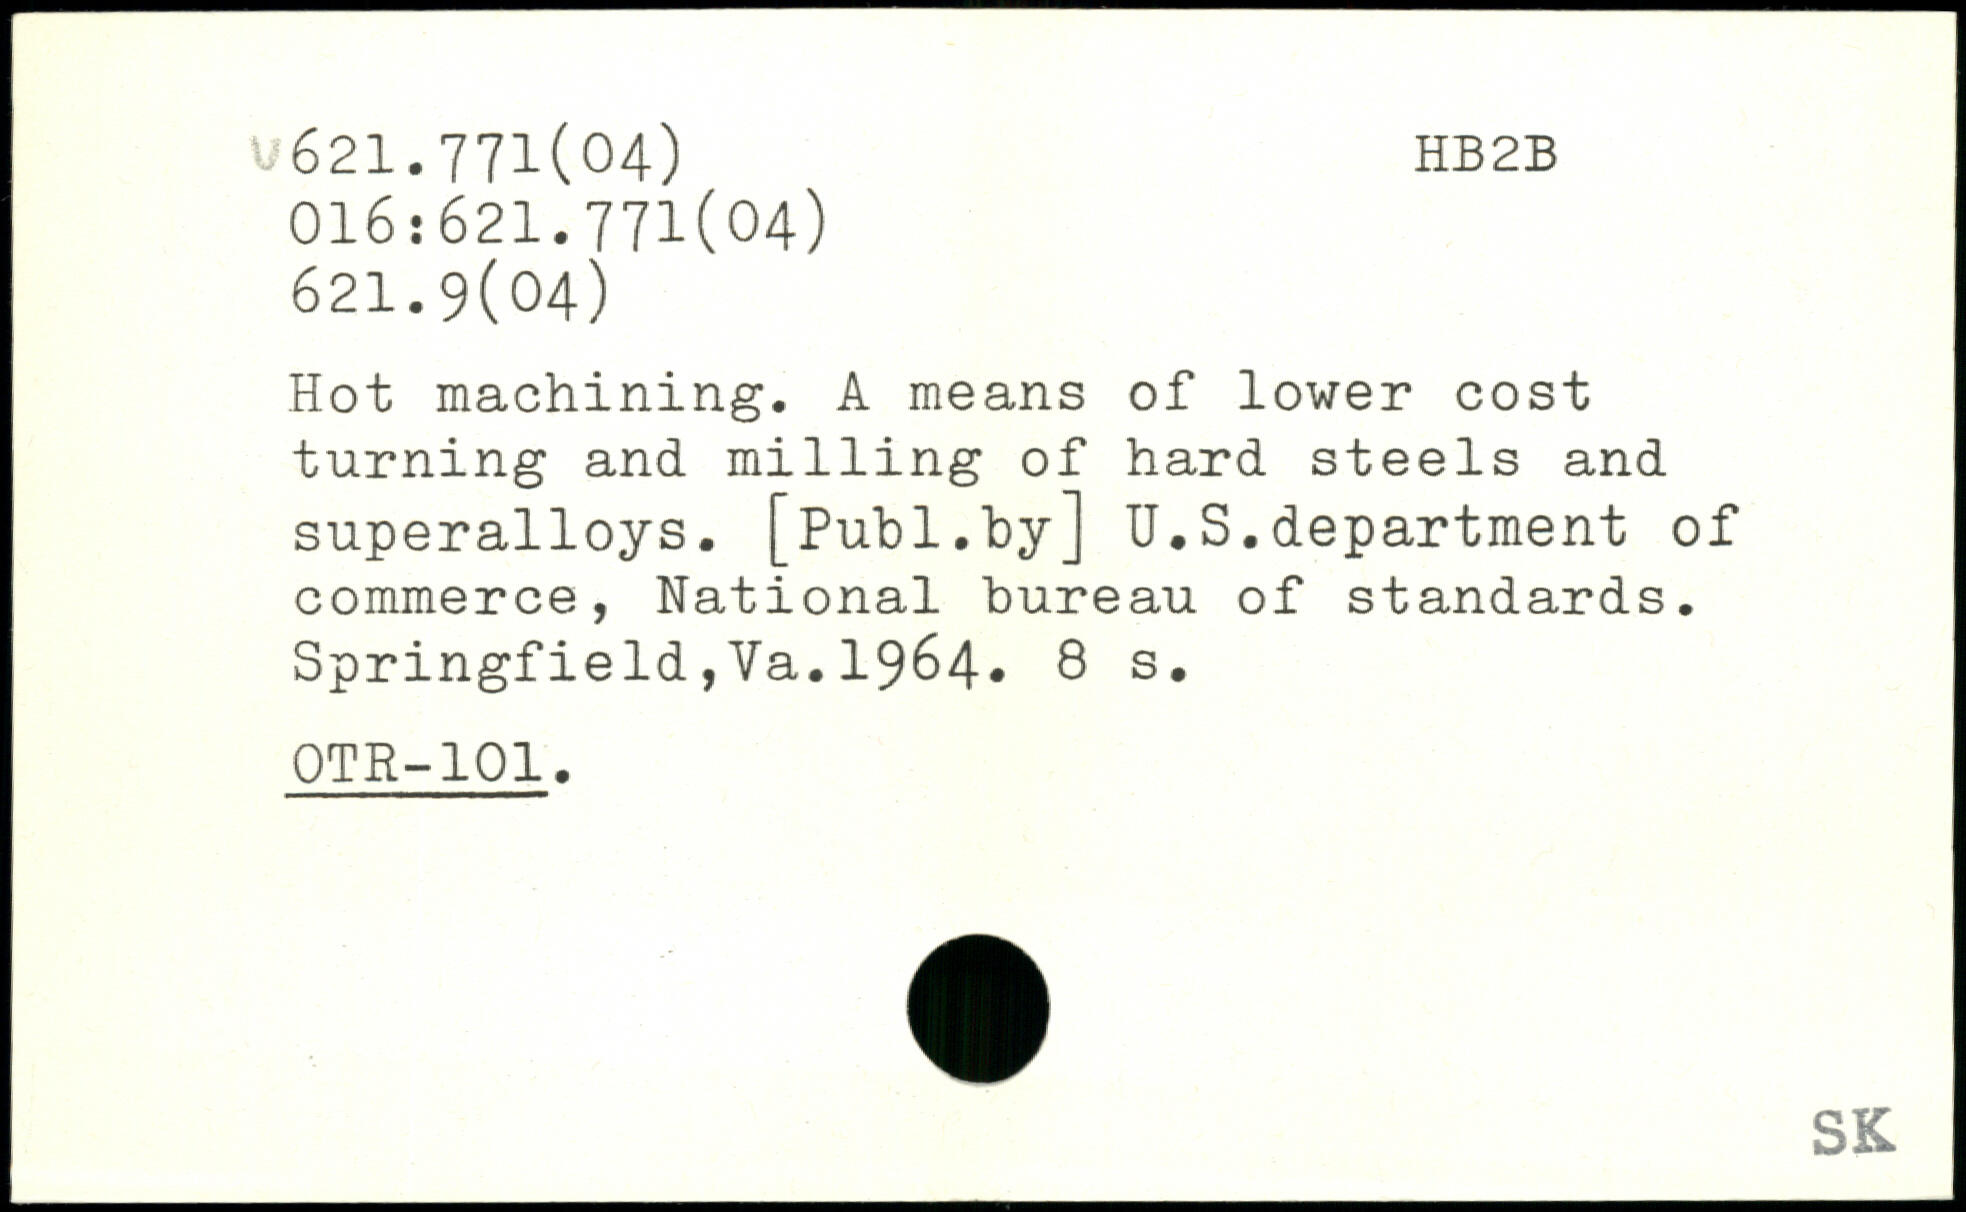 v621.771(04) HB2B
016:621.771(04)
621.9(04)
Hot machining. A means of lower cost
turning and milling of hard steels and
superalloys. [Publ.by] U.S.department of
commerce, National bureau of standards.
Springfield,Va.1964. 8 s.
OTR-101.
SK